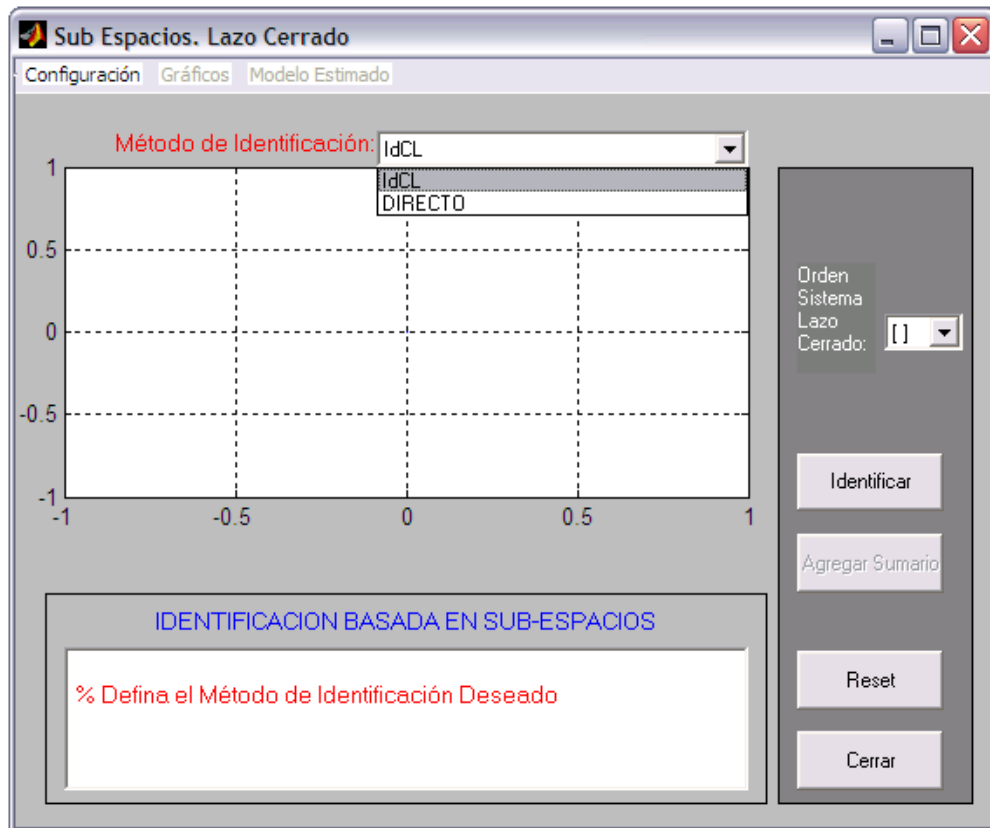 Sub Espacios. Lazo Cerrado
Configuración Gráficos Modelo Estimado
Método de Identificación: IdCL
IdCL
DIRECTO
1
0.5
0
-0.5
-1
-1 -0.5 0 0.5 1
Orden
Sistema
Lazo
Cerrado:
[ ]
Identificar
Agregar Sumario
Reset
Cerrar
IDENTIFICACION BASADA EN SUB-ESPACIOS
% Defina el Método de Identificación Deseado